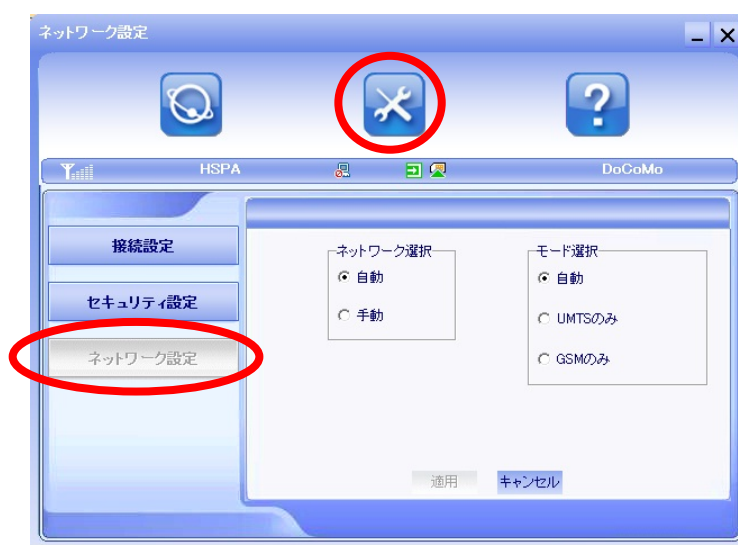 ネットワーク設定
HSPA
DoCoMo
接続設定
セキュリティ設定
ネットワーク設定
ネットワーク選択
自動
手動
モード選択
自動
UMTSのみ
GSMのみ
適用
キャンセル